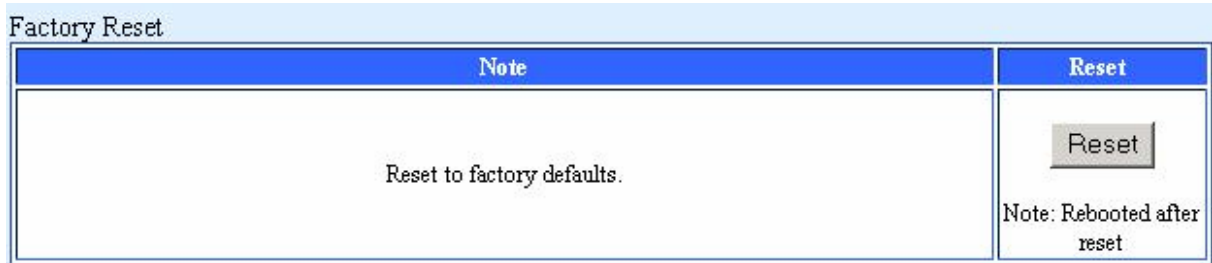 Factory Reset
Note
Reset
Reset to factory defaults.
Reset
Note: Rebooted after
reset